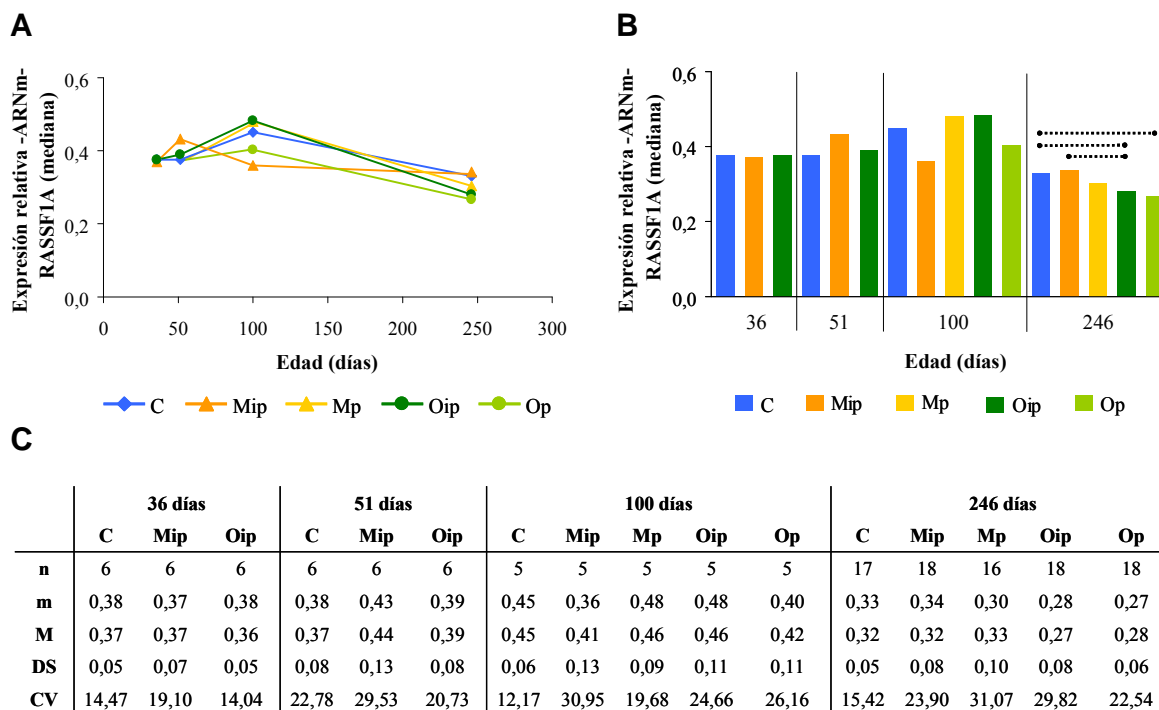 A
Expresión relativa -ARNm-
RASSF1A (mediana)
0,6
0,4
0,2
0,0
0 50 100 150 200 250 300
Edad (días)
C Mip Mp Oip Op
B
Expresión relativa -ARNm-
RASSF1A (mediana)
0,6
0,4
0,2
0,0
36 51 100 246
Edad (días)
C Mip Mp Oip Op
C
36 días 51 días 100 días 246 días
C Mip Oip C Mip Oip C Mip Mp Oip Op C Mip Mp Oip Op
n 6 6 6 6 6 6 5 5 5 5 5 17 18 16 18 18
m 0,38 0,37 0,38 0,38 0,43 0,39 0,45 0,36 0,48 0,48 0,40 0,33 0,34 0,30 0,28 0,27
M 0,37 0,37 0,36 0,37 0,44 0,39 0,45 0,41 0,46 0,46 0,42 0,32 0,32 0,33 0,27 0,28
DS 0,05 0,07 0,05 0,08 0,13 0,08 0,06 0,13 0,09 0,11 0,11 0,05 0,08 0,10 0,08 0,06
CV 14,47 19,10 14,04 22,78 29,53 20,73 12,17 30,95 19,68 24,66 26,16 15,42 23,90 31,07 29,82 22,54